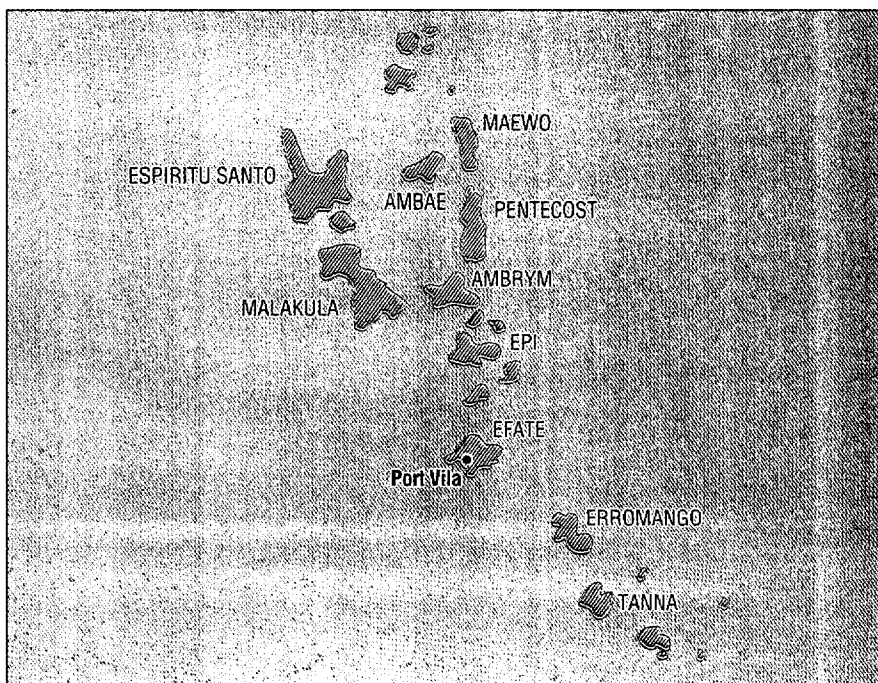 MAEWO
ESPIRITU SANTO
AMBAE
PENTECOST
AMBRYM
MALAKULA
EPI
EFATE
Port Vila
ERROMANGO
TANNA